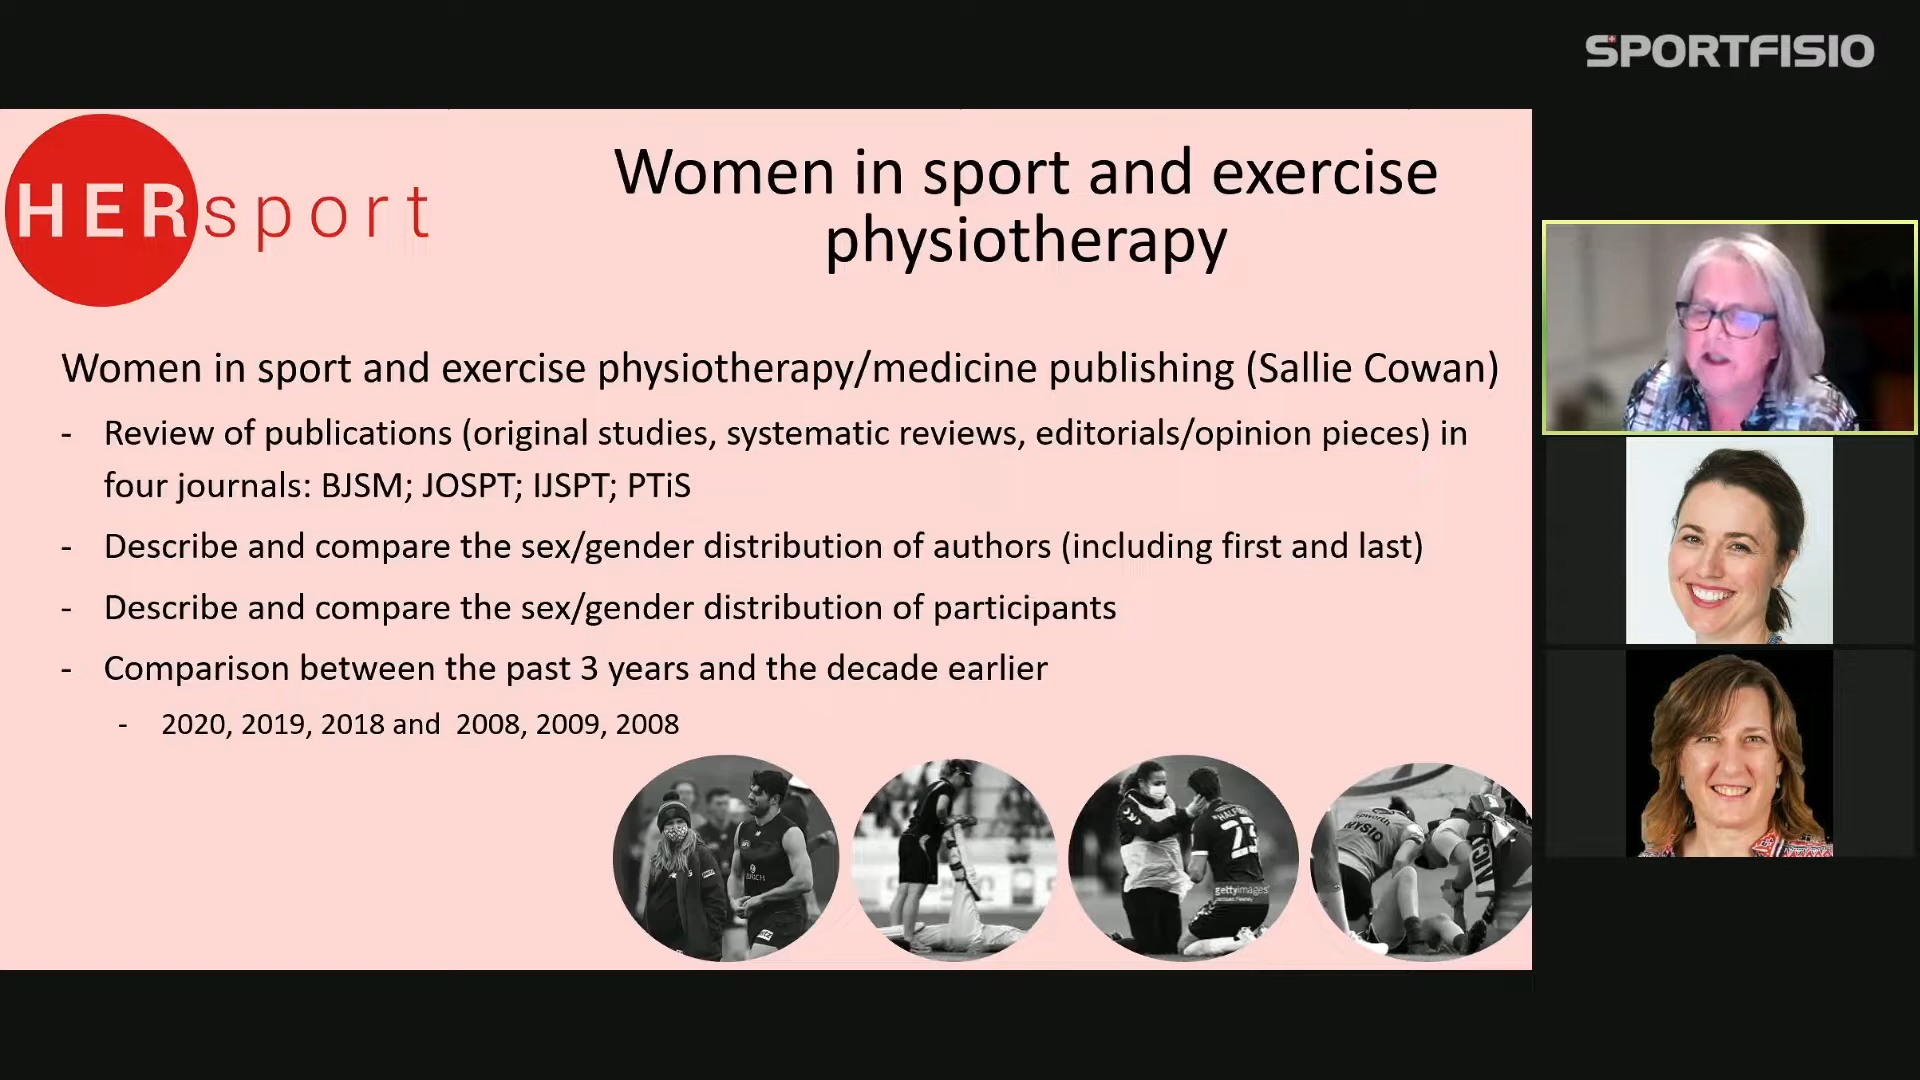 SPORTFISIO
HERsport
Women in sport and exercise
physiotherapy
Women in sport and exercise physiotherapy/medicine publishing (Sallie Cowan)
- Review of publications (original studies, systematic reviews, editorials/opinion pieces) in
four journals: BJSM; JOSPT; IJSPT; PTiS
- Describe and compare the sex/gender distribution of authors (including first and last)
- Describe and compare the sex/gender distribution of participants
- Comparison between the past 3 years and the decade earlier
- 2020, 2019, 2018 and 2008, 2009, 2008
23
gettyimages